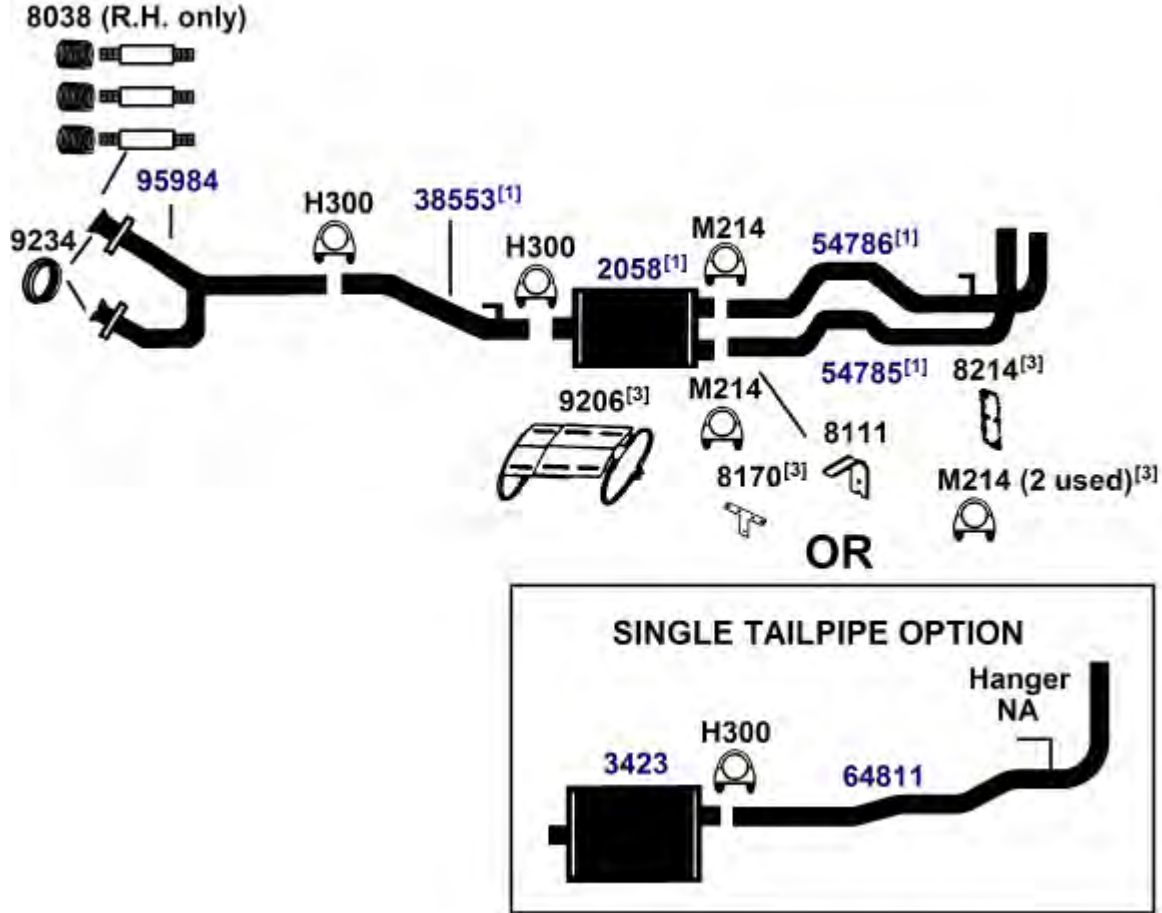 8038 (R.H. only)
95984
9234
H300
38553[1]
H300
2058[1]
M214
54786[1]
54785[1]
8214[3]
9206[3]
M214
8111
8170[3]
M214 (2 used)[3]
OR
SINGLE TAILPIPE OPTION
Hanger
NA
H300
3423
64811